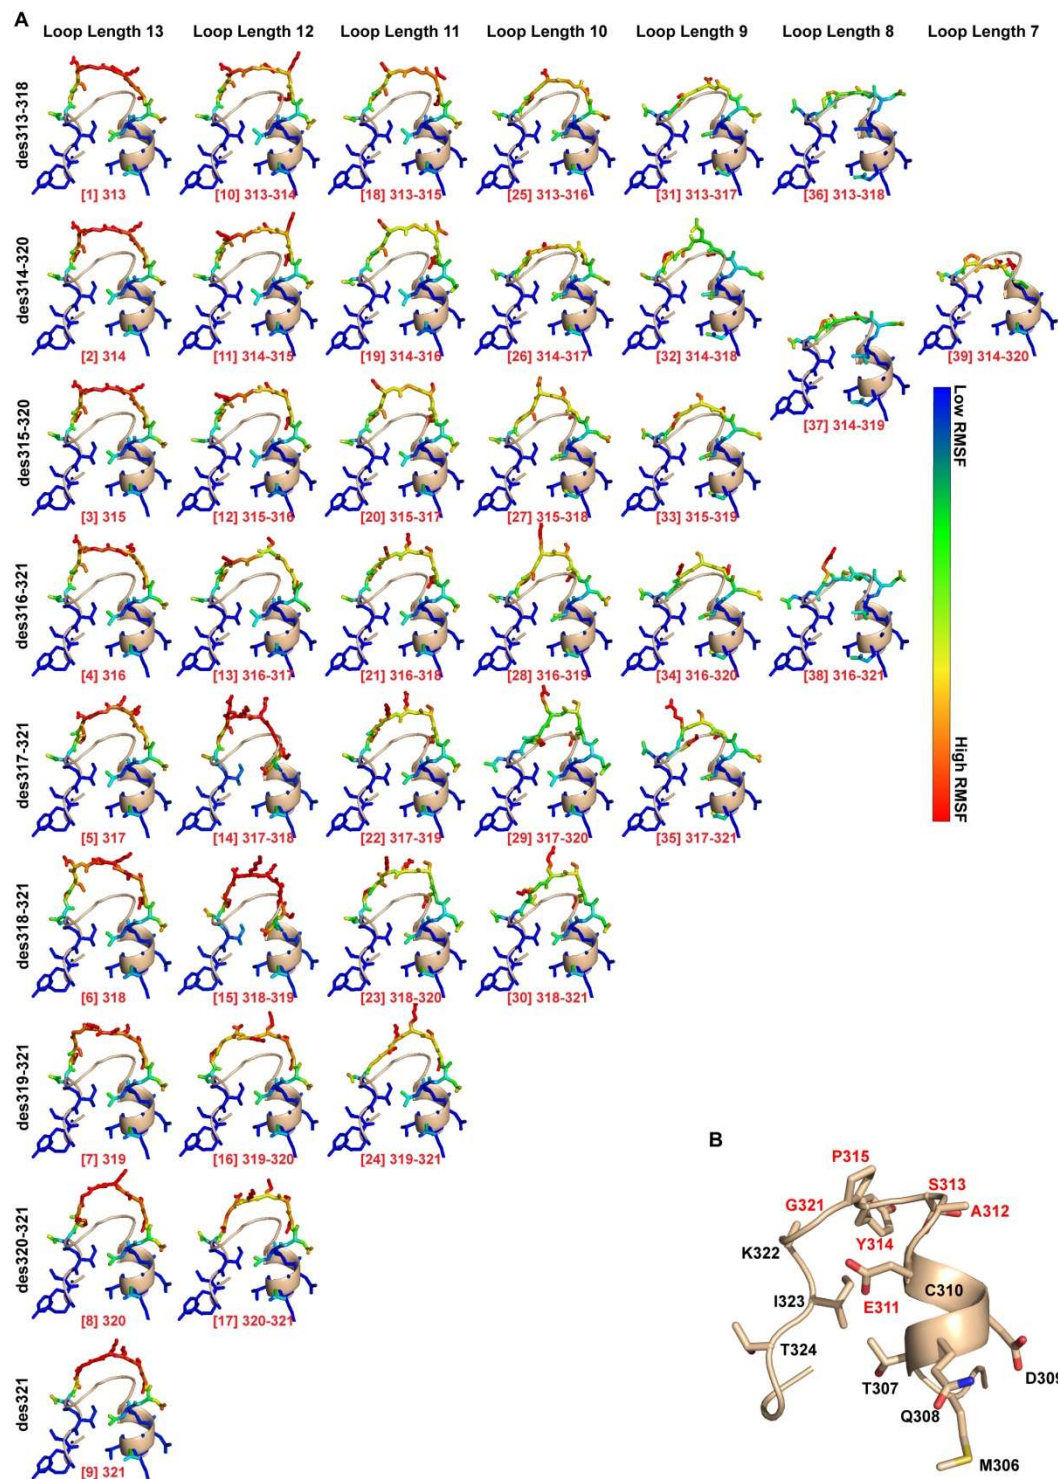 A
Loop Length 13 Loop Length 12 Loop Length 11 Loop Length 10 Loop Length 9 Loop Length 8 Loop Length 7
des313-318
[1] 313 [10] 313-314 [18] 313-315 [25] 313-316 [31] 313-317 [36] 313-318
des314-320
[2] 314 [11] 314-315 [19] 314-316 [26] 314-317 [32] 314-318 [39] 314-320
[37] 314-319
des315-320
[3] 315 [12] 315-316 [20] 315-317 [27] 315-318 [33] 315-319
des316-321
[4] 316 [13] 316-317 [21] 316-318 [28] 316-319 [34] 316-320 [38] 316-321
Low RMSF
High RMSF
des317-321
[5] 317 [14] 317-318 [22] 317-319 [29] 317-320 [35] 317-321
des318-321
[6] 318 [15] 318-319 [23] 318-320 [30] 318-321
des319-321
[7] 319 [16] 319-320 [24] 319-321
des320-321
[8] 320 [17] 320-321
des321
[9] 321
B
P315
S313
G321
A312
Y314
K322
C310
I323
E311
T324
T307
D309
Q308
M306